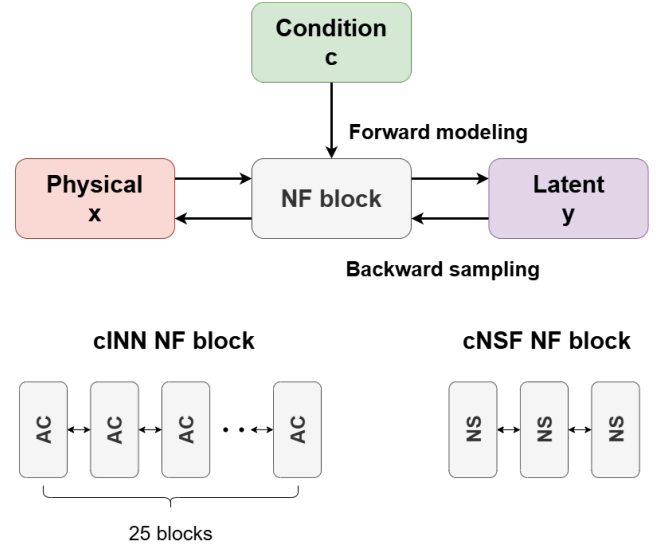 Condition
c
Forward modeling
Physical
x
NF block
Latent
y
Backward sampling
cINN NF block
cNSF NF block
AC
AC
AC
AC
NS
NS
NS
25 blocks